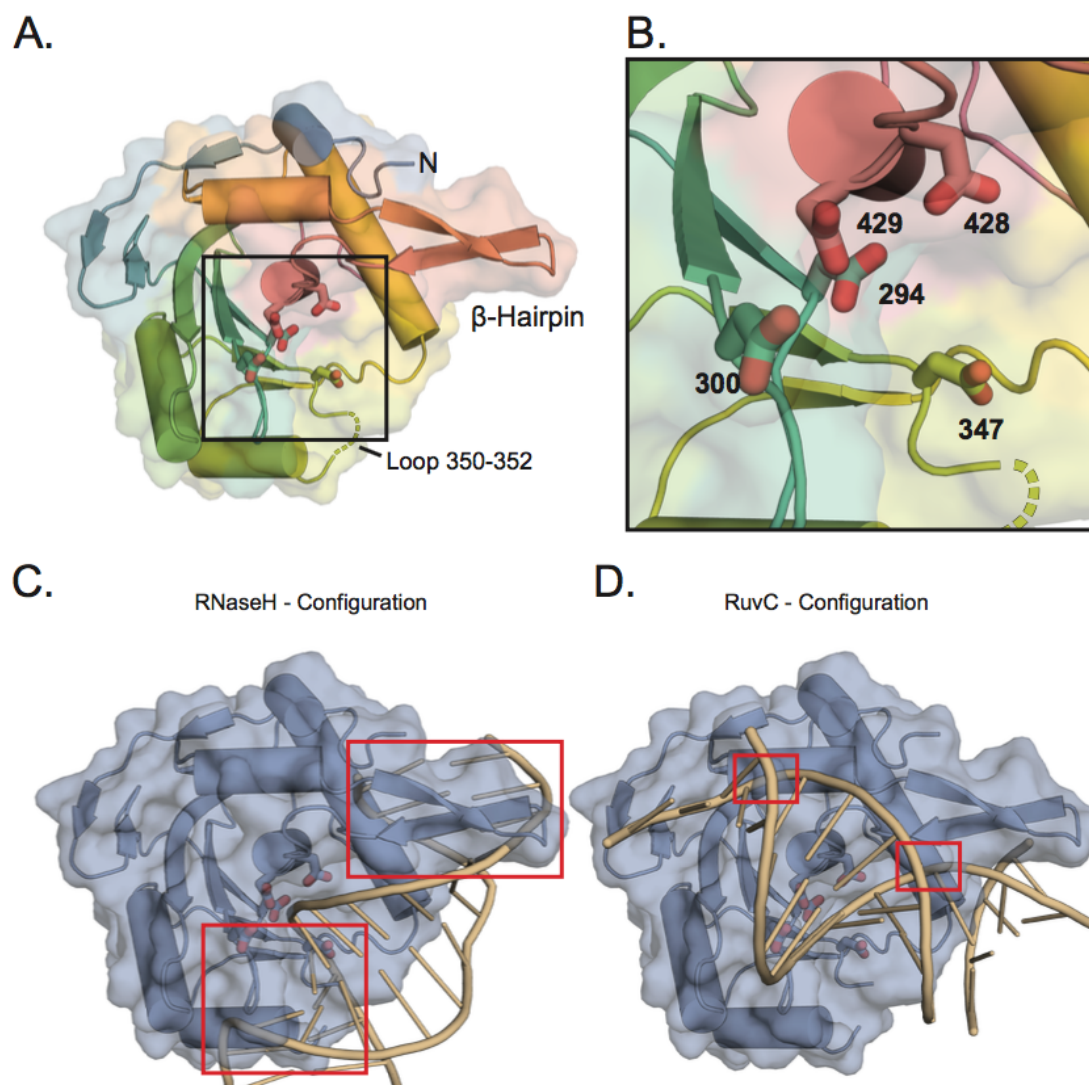 A.
B.
N
β-Hairpin
Loop 350-352
429
428
294
300
347
C.
D.
RNaseH - Configuration
RuvC - Configuration